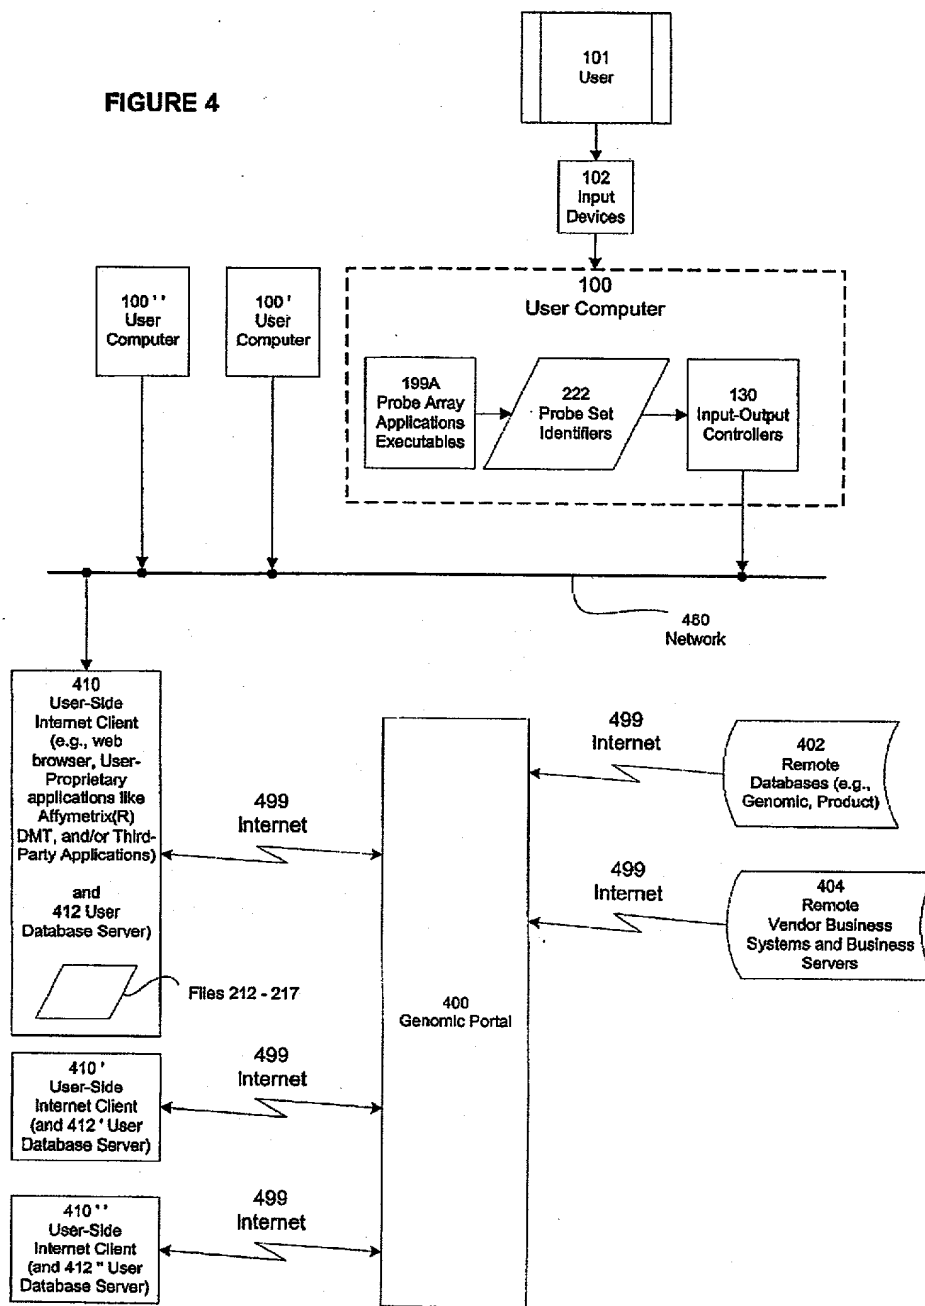 FIGURE 4
101
User
102
Input
Devices
100
User Computer
100 ' '
User
Computer
100 '
User
Computer
199A
Probe Array
Applications
Executables
222
Probe Set
Identifiers
130
Input-Output
Controllers
480
Network
410
User-Side
Internet Client
(e.g., web
browser, User-
Proprietary
applications like
Affymetrix(R)
DMT, and/or Third-
Party Applications)
and
412 User
Database Server)
Files 212 - 217
499
Internet
400
Genomic Portal
499
Internet
402
Remote
Databases (e.g.,
Genomic, Product)
499
Internet
404
Remote
Vendor Business
Systems and Business
Servers
410 '
User-Side
Internet Client
(and 412 ' User
Database Server)
499
Internet
410 ' '
User-Side
Internet Client
(and 412 " User
Database Server)
499
Internet